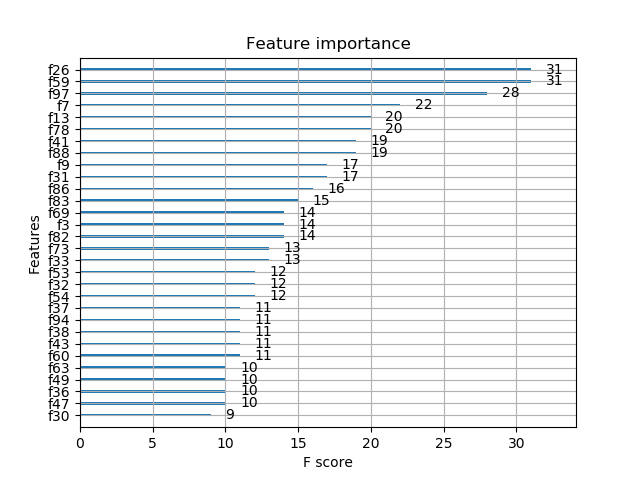 Feature importance
f26 31
f59 31
f97 28
f7 22
f13 20
f78 20
f41 19
f88 19
f9 17
f31 17
f86 16
f83 15
f69 14
f3 14
f82 14
f73 13
f33 13
f53 12
f32 12
f54 12
f37 11
f94 11
f38 11
f43 11
f60 11
f63 10
f49 10
f36 10
f47 10
f30 9
Features
0 5 10 15 20 25 30
F score